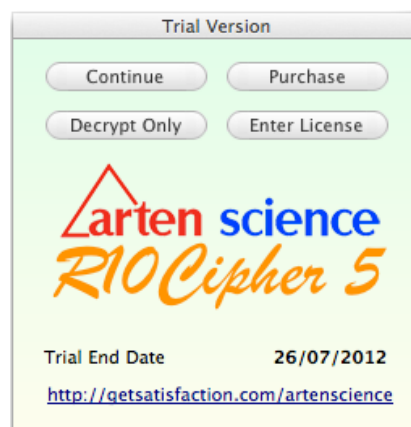 Trial Version
Continue Purchase
Decrypt Only Enter License
arten science
RIOCipher 5
Trial End Date 26/07/2012
http://getsatisfaction.com/artenscience